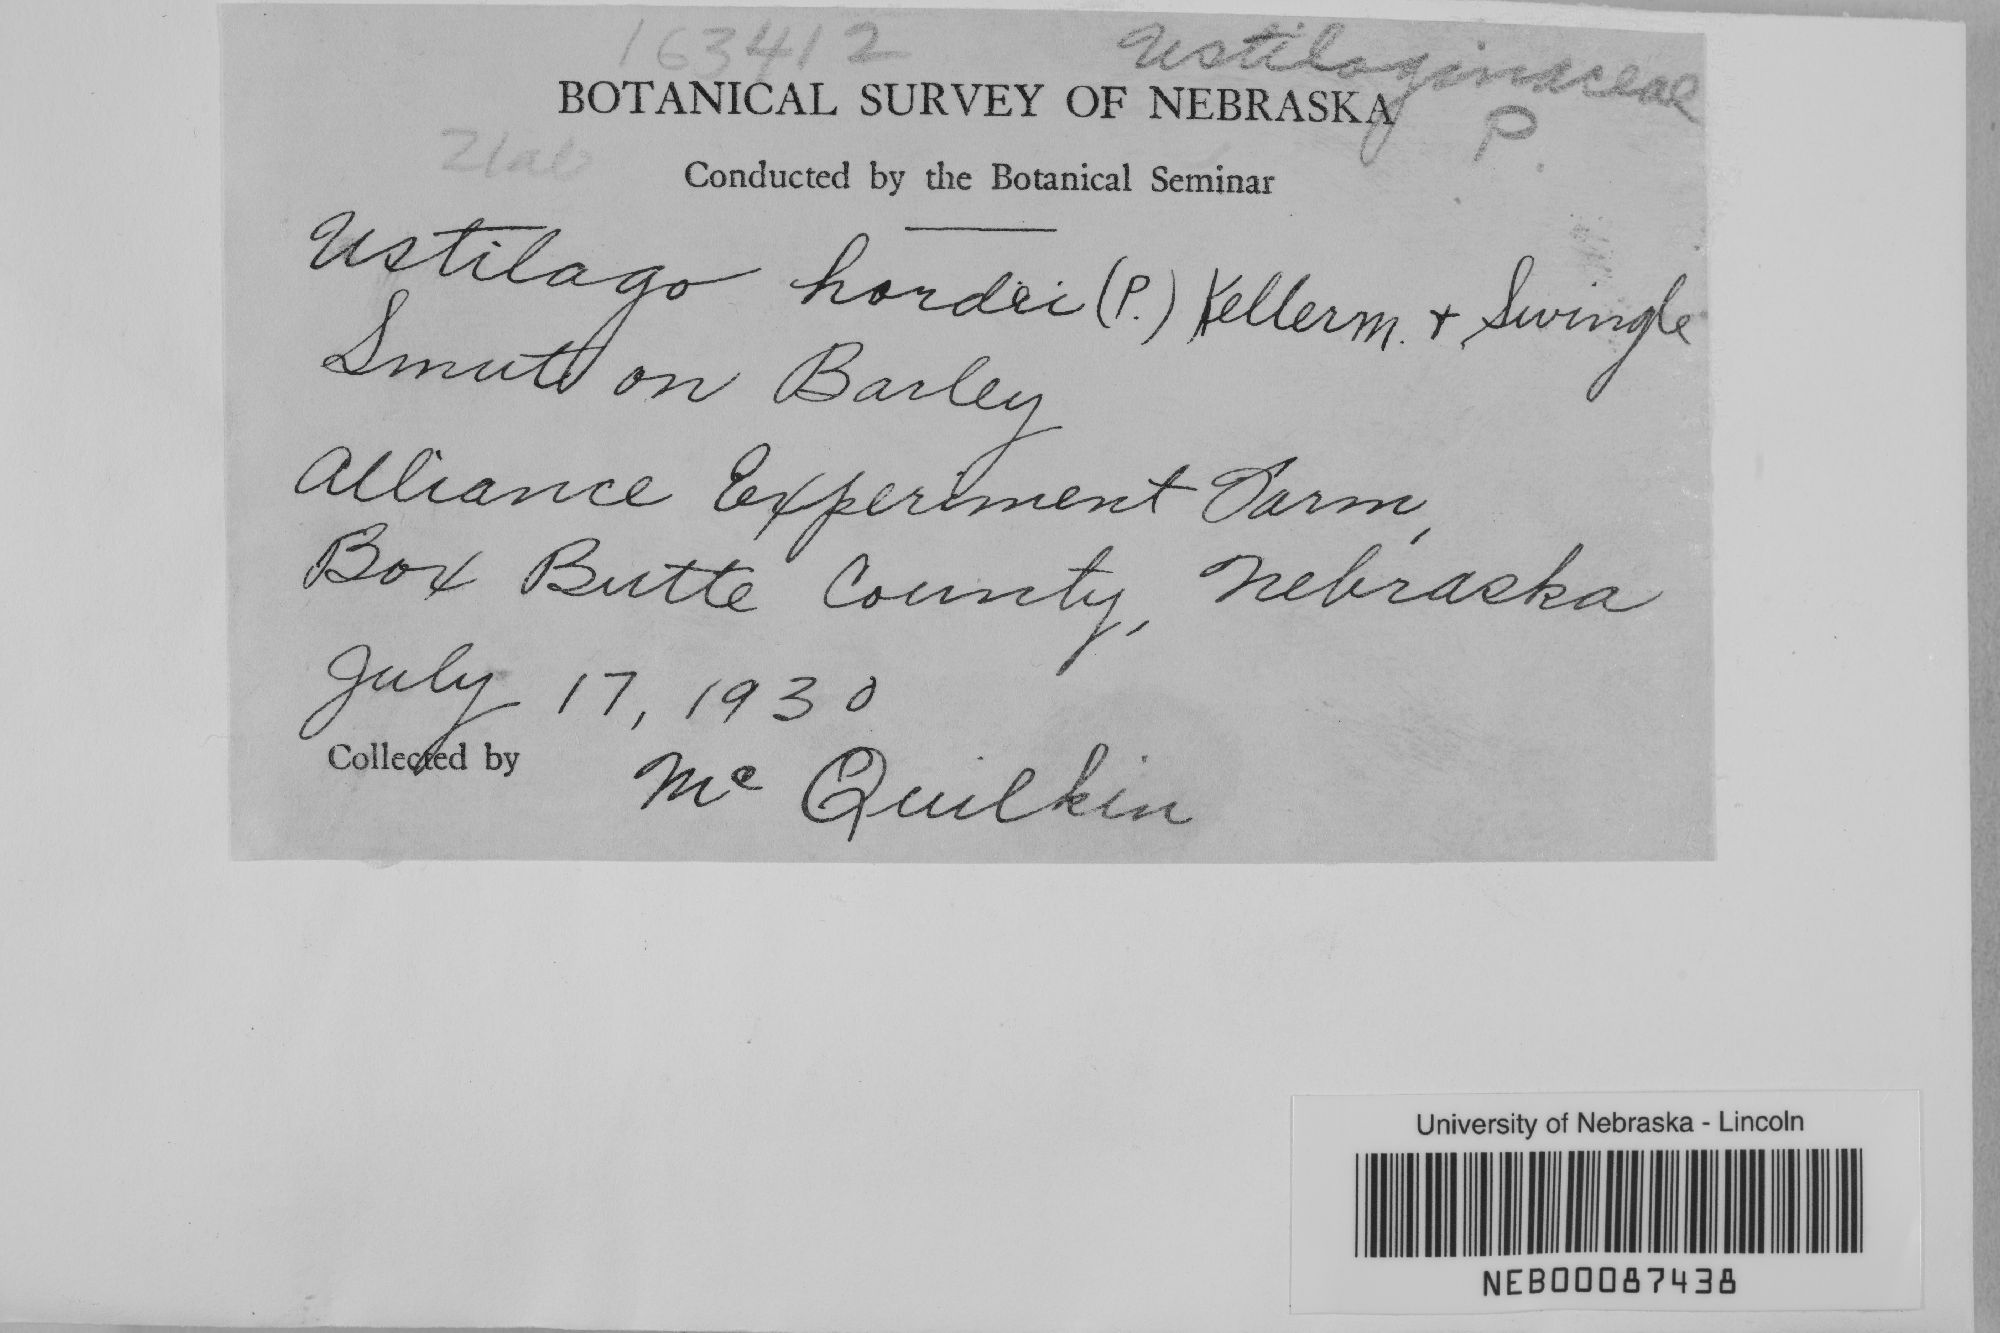 163412
Ustilaginaceae
BOTANICAL SURVEY OF NEBRASKA
P.
Conducted by the Botanical Seminar
Ustilago hordei (P.) Kellerm. + Swingle
Smut on Barley
Alliance Experiment Farm,
Box Butte County, Nebraska
July 17, 1930
Collected by Mc Quilkin
University of Nebraska - Lincoln
NEB00087438